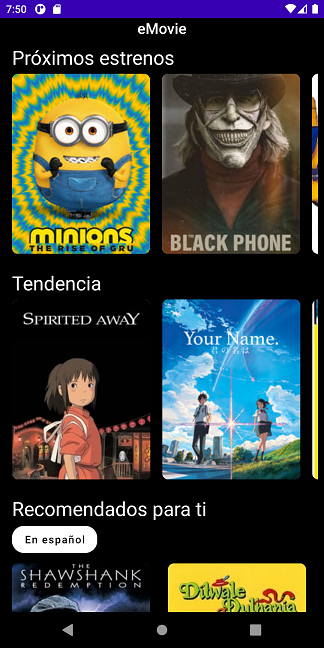 7:50
eMovie
Próximos estrenos
MINIONS
THE RISE OF GRU
BLACK PHONE
Tendencia
SPIRITED AWAY
Your Name.
君の名は
Recomendados para ti
En español
THE
SHAWSHANK
REDEMPTION
Dilwale
Dulhania